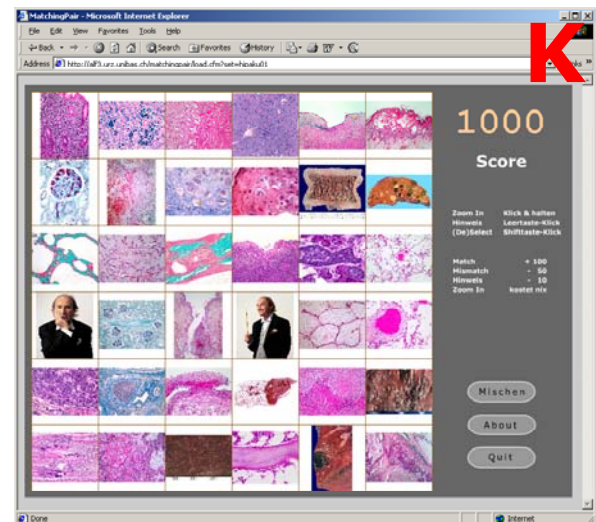 MatchingPair - Microsoft Internet Explorer
File Edit View Favorites Tools Help
Back Search Favorites History
Address http://alf3.urz.unibas.ch/matchingpair/load.cfm?set=hipaku01
K
1000
Score
Zoom In Klick & halten
Hinweis Leertaste-Klick
(De)Select Shifttaste-Klick
Match + 100
Mismatch - 50
Hinweis - 10
Zoom In kostet nix
Mischen
About
Quit
Done Internet